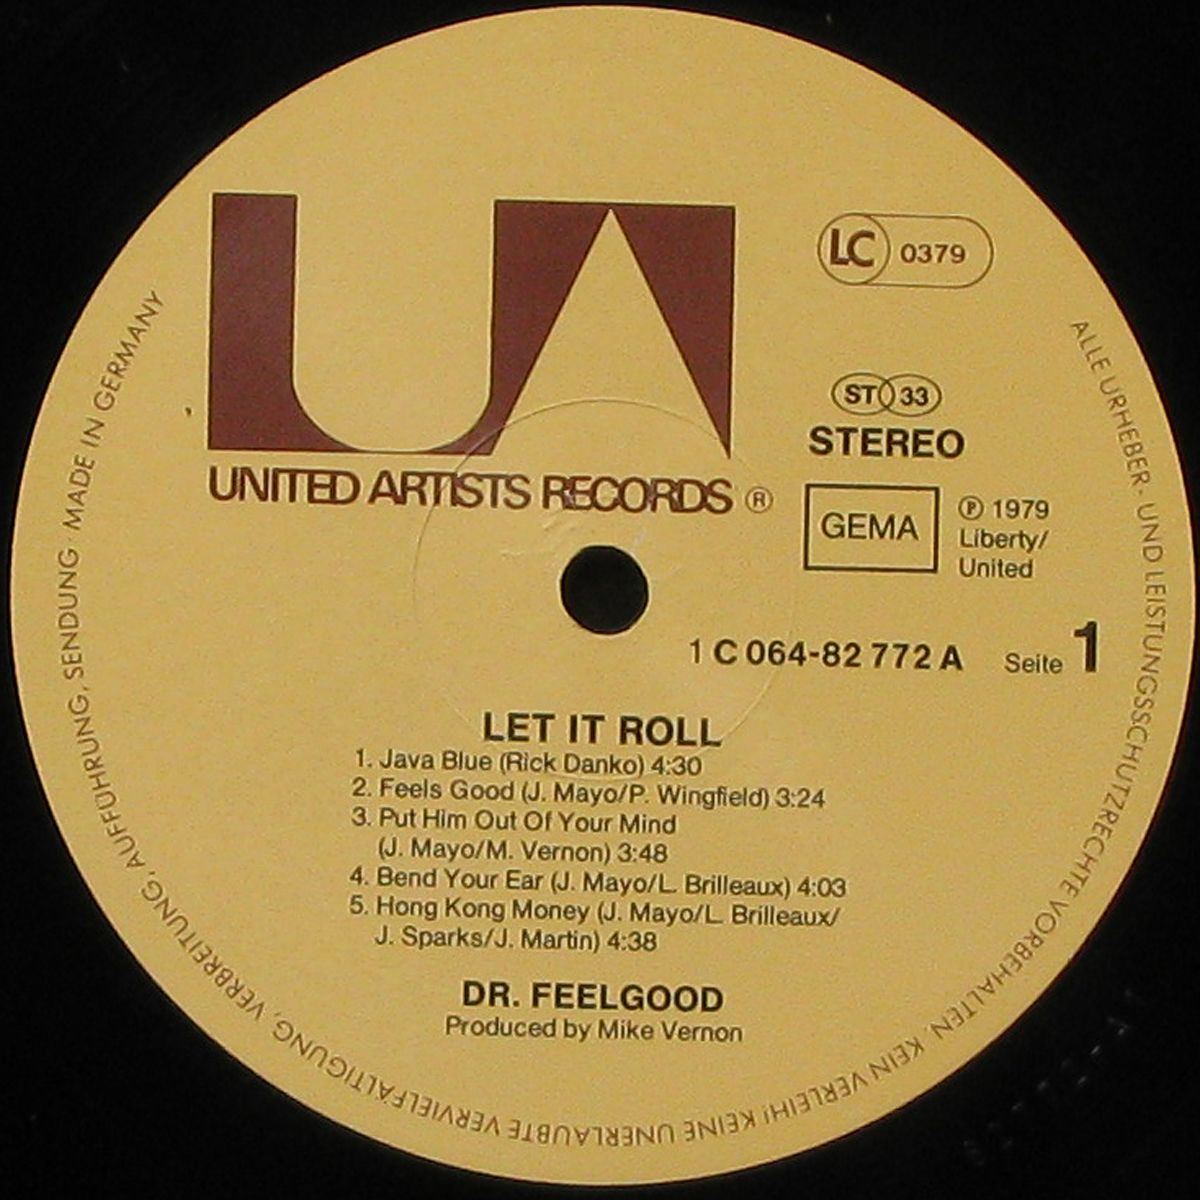 UA
UNITED ARTISTS RECORDS ®
LC 0379
ST 33
STEREO
GEMA
℗ 1979
Liberty/
United
1 C 064-82 772 A
Seite 1
LET IT ROLL
1. Java Blue (Rick Danko) 4:30
2. Feels Good (J. Mayo/P. Wingfield) 3:24
3. Put Him Out Of Your Mind
(J. Mayo/M. Vernon) 3:48
4. Bend Your Ear (J. Mayo/L. Brilleaux) 4:03
5. Hong Kong Money (J. Mayo/L. Brilleaux/
J. Sparks/J. Martin) 4:38
DR. FEELGOOD
Produced by Mike Vernon
ALLE URHEBER- UND LEISTUNGSSCHUTZRECHTE VORBEHALTEN, KEIN VERLEIH! KEINE UNERLAUBTE VERVIELFÄLTIGUNG, VERBREITUNG, AUFFÜHRUNG, SENDUNG · MADE IN GERMANY